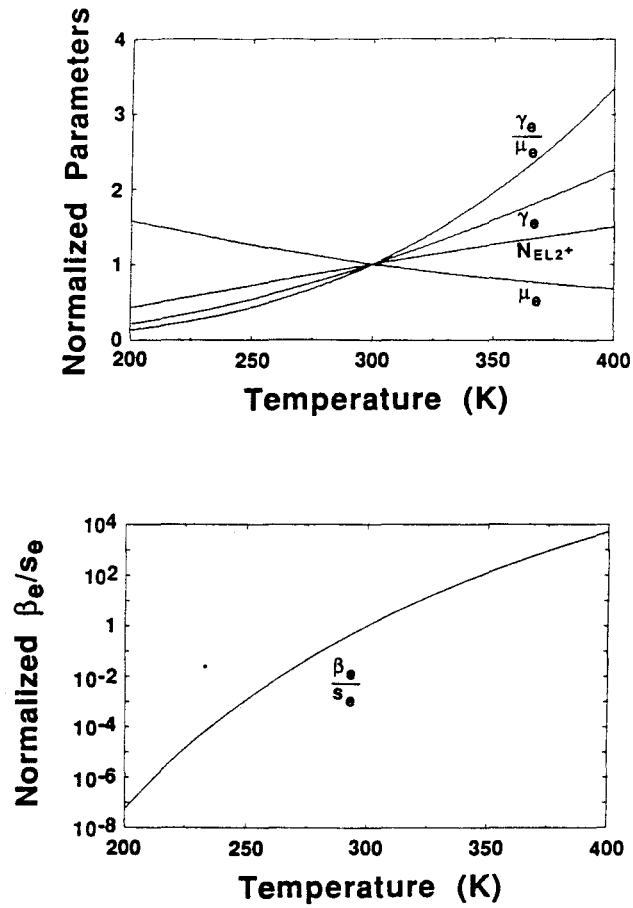 Normalized Parameters
4
3
2
1
0
γe
μe
γe
NEL2+
μe
200
250
300
350
400
Temperature (K)
Normalized βe/se
10⁴
10²
1
10⁻²
10⁻⁴
10⁻⁶
10⁻⁸
βe
se
200
250
300
350
400
Temperature (K)